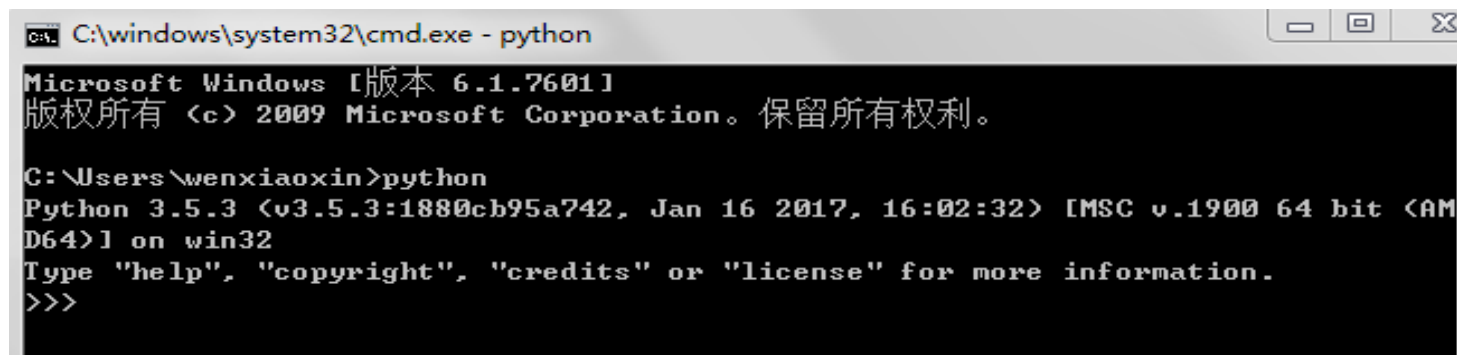 C:\windows\system32\cmd.exe - python
Microsoft Windows [版本 6.1.7601]
版权所有 (c) 2009 Microsoft Corporation。保留所有权利。
C:\Users\wenxiaoxin>python
Python 3.5.3 (v3.5.3:1880cb95a742, Jan 16 2017, 16:02:32) [MSC v.1900 64 bit (AM
D64)] on win32
Type "help", "copyright", "credits" or "license" for more information.
>>>